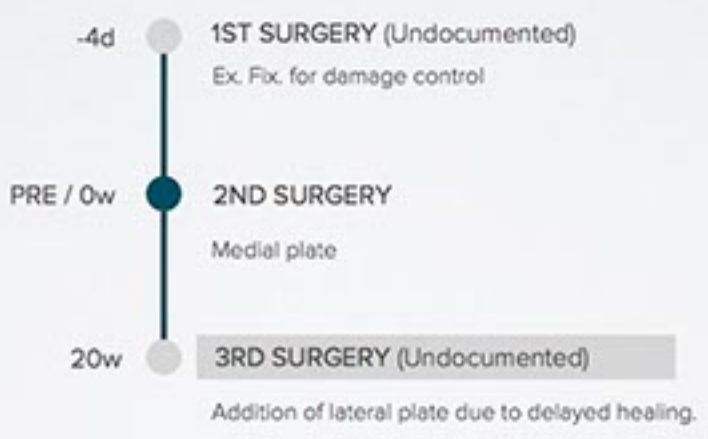 -4d 1ST SURGERY (Undocumented)
Ex. Fix. for damage control
PRE / 0w 2ND SURGERY
Medial plate
20w 3RD SURGERY (Undocumented)
Addition of lateral plate due to delayed healing.